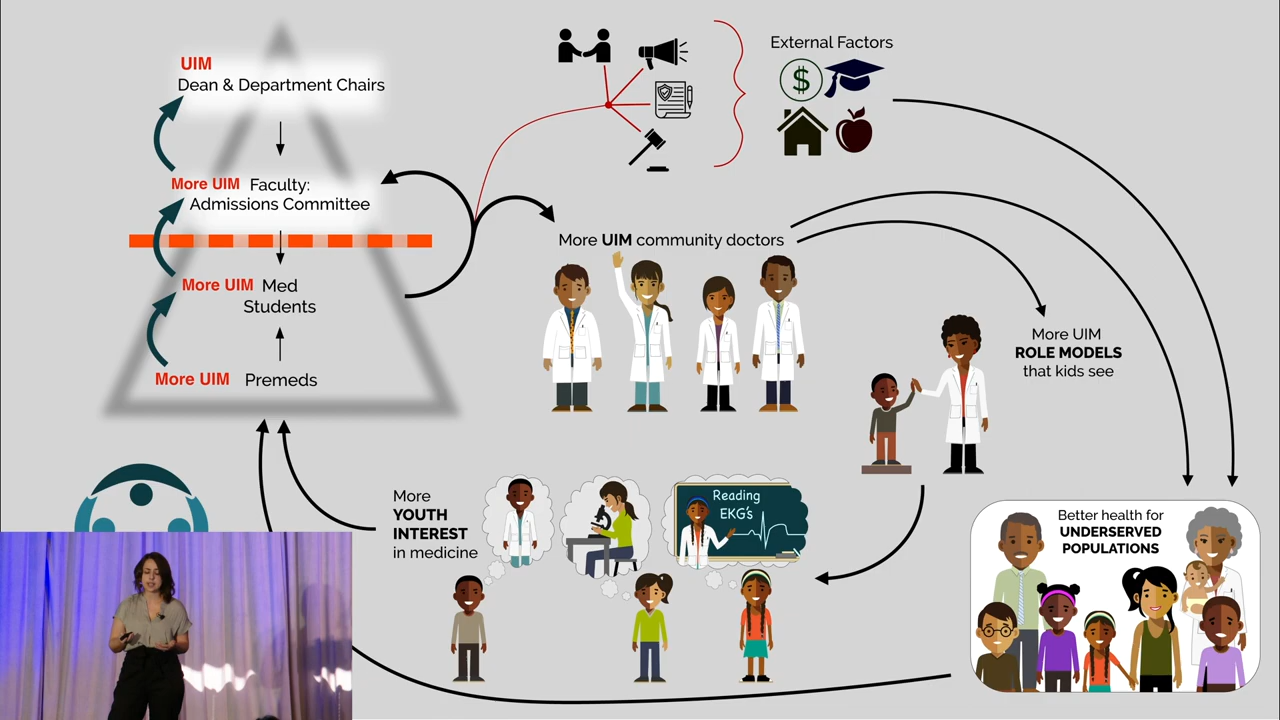 UIM
Dean & Department Chairs
More UIM Faculty:
Admissions Committee
More UIM Med
Students
More UIM Premeds
External Factors
$
More UIM community doctors
More UIM
ROLE MODELS
that kids see
More
YOUTH
INTEREST
in medicine
Reading
EKG's
Better health for
UNDERSERVED
POPULATIONS